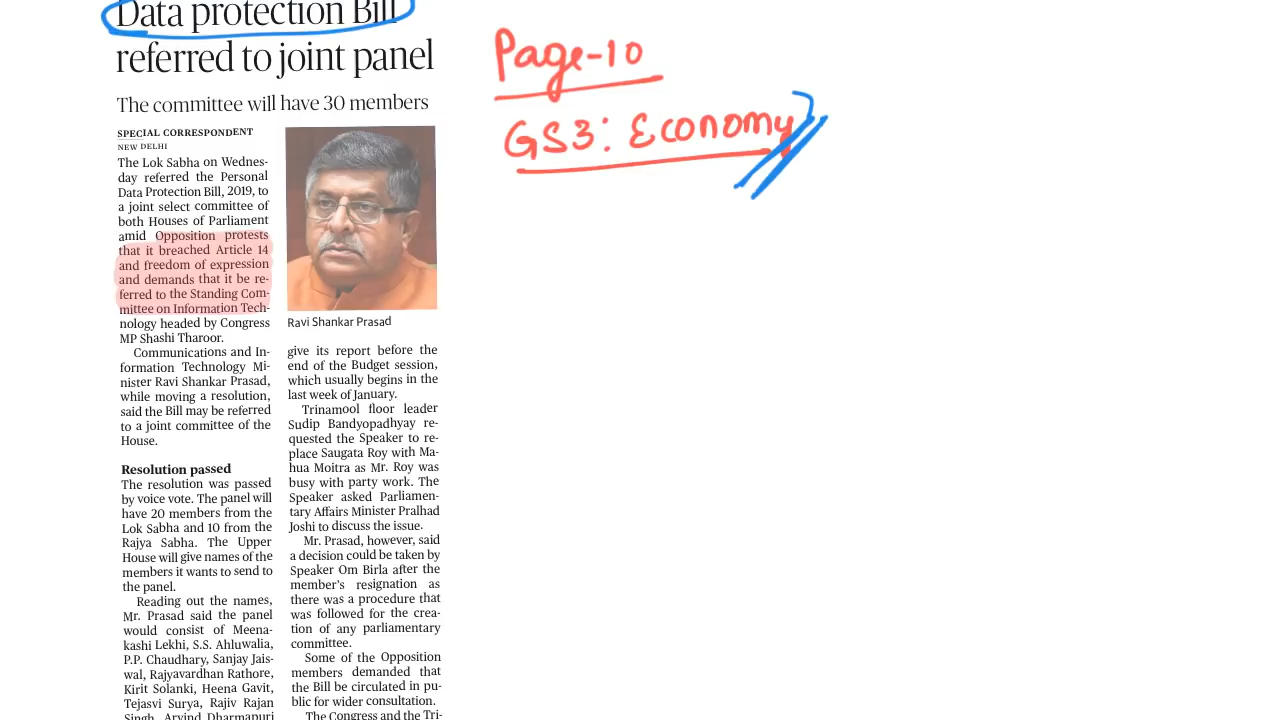 Data protection Bill
referred to joint panel
The committee will have 30 members
SPECIAL CORRESPONDENT
NEW DELHI
The Lok Sabha on Wednes-
day referred the Personal
Data Protection Bill, 2019, to
a joint select committee of
both Houses of Parliament
amid Opposition protests
that it breached Article 14
and freedom of expression
and demands that it be re-
ferred to the Standing Com-
mittee on Information Tech-
nology headed by Congress
MP Shashi Tharoor.
Communications and In-
formation Technology Mi-
nister Ravi Shankar Prasad,
while moving a resolution,
said the Bill may be referred
to a joint committee of the
House.
Resolution passed
The resolution was passed
by voice vote. The panel will
have 20 members from the
Lok Sabha and 10 from the
Rajya Sabha. The Upper
House will give names of the
members it wants to send to
the panel.
Reading out the names,
Mr. Prasad said the panel
would consist of Meena-
kashi Lekhi, S.S. Ahluwalia,
P.P. Chaudhary, Sanjay Jais-
wal, Rajyavardhan Rathore,
Kirit Solanki, Heena Gavit,
Tejasvi Surya, Rajiv Rajan
Singh, Arvind Dharmapuri
Ravi Shankar Prasad
give its report before the
end of the Budget session,
which usually begins in the
last week of January.
Trinamool floor leader
Sudip Bandyopadhyay re-
quested the Speaker to re-
place Saugata Roy with Ma-
hua Moitra as Mr. Roy was
busy with party work. The
Speaker asked Parliamen-
tary Affairs Minister Pralhad
Joshi to discuss the issue.
Mr. Prasad, however, said
a decision could be taken by
Speaker Om Birla after the
member's resignation as
there was a procedure that
was followed for the crea-
tion of any parliamentary
committee.
Some of the Opposition
members demanded that
the Bill be circulated in pu-
blic for wider consultation.
The Congress and the Tri-
Page-10
GS3: Economy